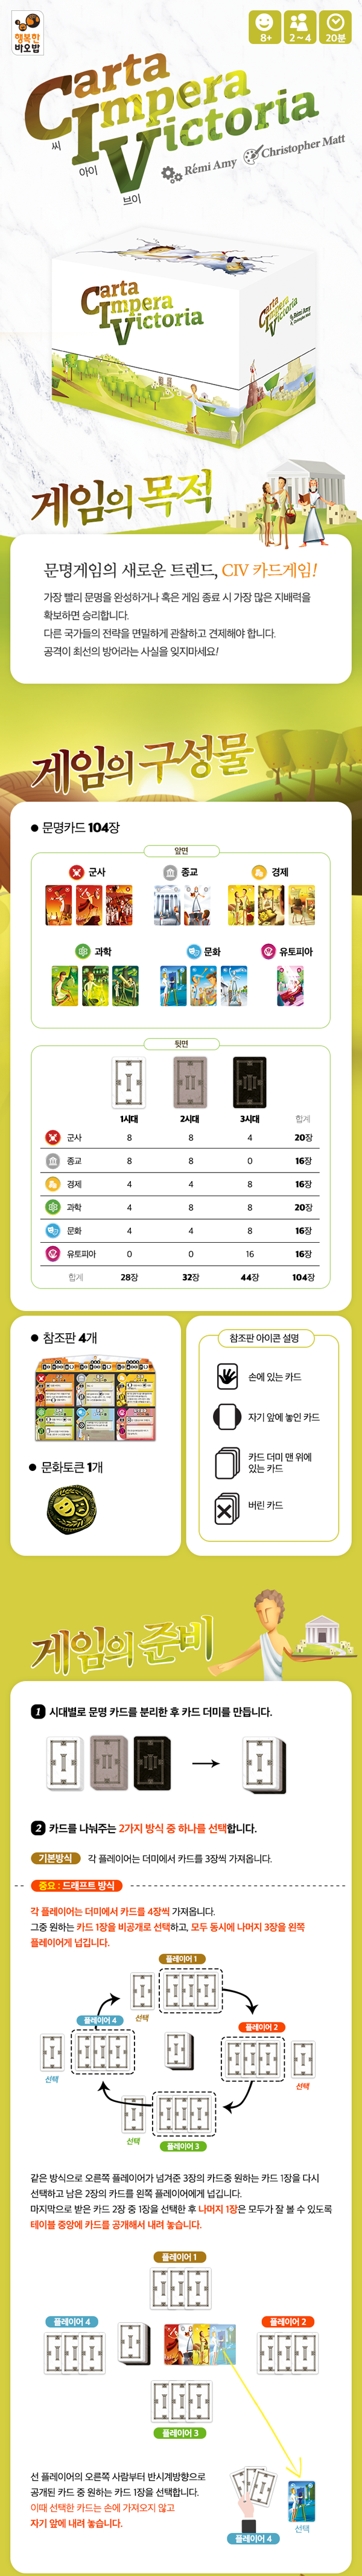 행복한
바오밥
8+
2~4
20분
Carta
Impera
Victoria
씨
아이
브이
Rémi Amy
Christopher Matt
Carta
Impera
Victoria
게임의 목적
문명게임의 새로운 트렌드, CIV 카드게임!
가장 빨리 문명을 완성하거나 혹은 게임 종료 시 가장 많은 지배력을
확보하면 승리합니다.
다른 국가들의 전략을 면밀하게 관찰하고 견제해야 합니다.
공격이 최선의 방어라는 사실을 잊지마세요!
게임의 구성물
● 문명카드 104장
앞면
군사
종교
경제
과학
문화
유토피아
뒷면
1시대 2시대 3시대 합계
군사 8 8 4 20장
종교 8 8 0 16장
경제 4 4 8 16장
과학 4 8 8 20장
문화 4 4 8 16장
유토피아 0 0 16 16장
합계 28장 32장 44장 104장
● 참조판 4개
● 문화토큰 1개
참조판 아이콘 설명
손에 있는 카드
자기 앞에 놓인 카드
카드 더미 맨 위에
있는 카드
버린 카드
게임의 준비
1 시대별로 문명 카드를 분리한 후 카드 더미를 만듭니다.
2 카드를 나눠주는 2가지 방식 중 하나를 선택합니다.
기본방식 각 플레이어는 더미에서 카드를 3장씩 가져옵니다.
중요 : 드래프트 방식
각 플레이어는 더미에서 카드를 4장씩 가져옵니다.
그중 원하는 카드 1장을 비공개로 선택하고, 모두 동시에 나머지 3장을 왼쪽
플레이어게 넘깁니다.
플레이어 1
선택
플레이어 4
선택
플레이어 2
선택
선택
플레이어 3
같은 방식으로 오른쪽 플레이어가 넘겨준 3장의 카드중 원하는 카드 1장을 다시
선택하고 남은 2장의 카드를 왼쪽 플레이어에게 넘깁니다.
마지막으로 받은 카드 2장 중 1장을 선택한 후 나머지 1장은 모두가 잘 볼 수 있도록
테이블 중앙에 카드를 공개해서 내려 놓습니다.
플레이어 1
플레이어 4
플레이어 2
플레이어 3
선 플레이어의 오른쪽 사람부터 반시계방향으로
공개된 카드 중 원하는 카드 1장을 선택합니다.
이때 선택한 카드는 손에 가져오지 않고
자기 앞에 내려 놓습니다.
선택
플레이어 4